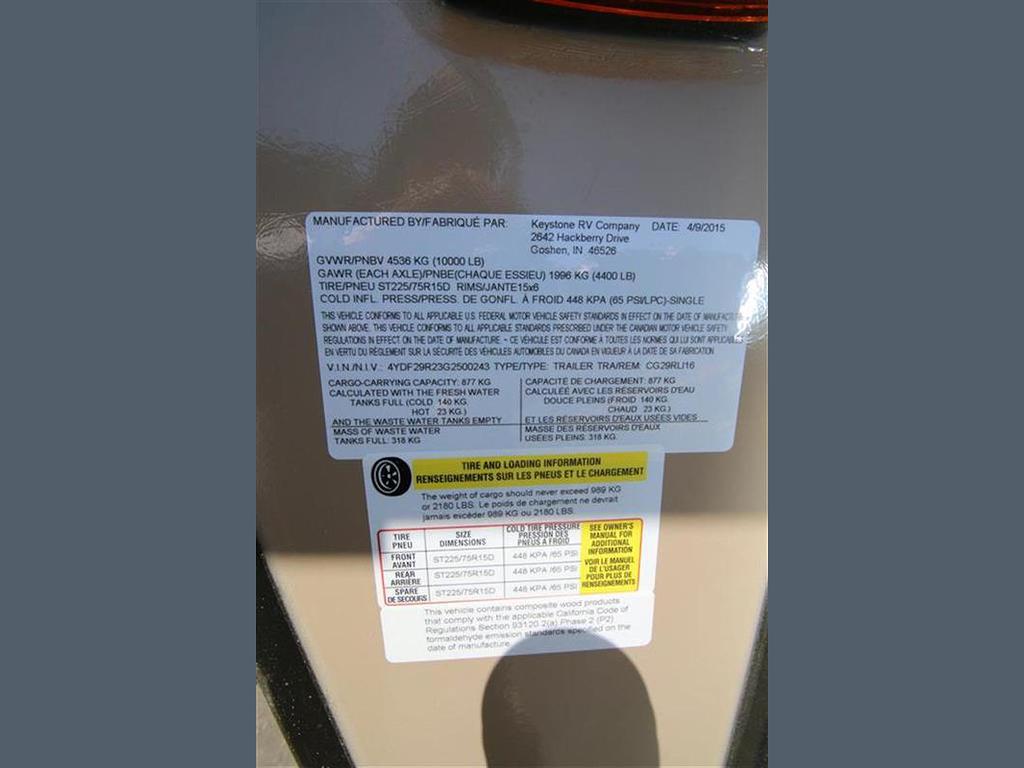 MANUFACTURED BY/FABRIQUÉ PAR: Keystone RV Company DATE: 4/9/2015
2642 Hackberry Drive
Goshen, IN 46526
GVWR/PNBV 4536 KG (10000 LB)
GAWR (EACH AXLE)/PNBE(CHAQUE ESSIEU) 1996 KG (4400 LB)
TIRE/PNEU ST225/75R15D RIMS/JANTE15x6
COLD INFL. PRESS/PRESS. DE GONFL. À FROID 448 KPA (65 PSI/LPC)-SINGLE
THIS VEHICLE CONFORMS TO ALL APPLICABLE U.S. FEDERAL MOTOR VEHICLE SAFETY STANDARDS IN EFFECT ON THE DATE OF MANUFACTURE
SHOWN ABOVE. THIS VEHICLE CONFORMS TO ALL APPLICABLE STANDARDS PRESCRIBED UNDER THE CANADIAN MOTOR VEHICLE SAFETY
REGULATIONS IN EFFECT ON THE DATE OF MANUFACTURE - CE VÉHICULE EST CONFORME À TOUTES LES NORMES QUI LUI SONT APPLICABLES
EN VERTU DU RÈGLEMENT SUR LA SÉCURITÉ DES VÉHICULES AUTOMOBILES DU CANADA EN VIGUEUR À LA DATE DE SA FABRICATION
V.I.N./N.I.V.: 4YDF29R23G2500243 TYPE/TYPE: TRAILER TRA/REM: CG29RLI16
CARGO-CARRYING CAPACITY: 877 KG
CALCULATED WITH THE FRESH WATER
TANKS FULL (COLD 140 KG.
HOT 23 KG.)
AND THE WASTE WATER TANKS EMPTY
MASS OF WASTE WATER
TANKS FULL: 318 KG
CAPACITÉ DE CHARGEMENT: 877 KG
CALCULÉE AVEC LES RÉSERVOIRS D'EAU
DOUCE PLEINS (FROID 140 KG.
CHAUD 23 KG.)
ET LES RÉSERVOIRS D'EAUX USÉES VIDES
MASSE DES RÉSERVOIRS D'EAUX
USÉES PLEINS: 318 KG.
TIRE AND LOADING INFORMATION
RENSEIGNEMENTS SUR LES PNEUS ET LE CHARGEMENT
The weight of cargo should never exceed 989 KG
or 2180 LBS. Le poids de chargement ne devrait
jamais excéder 989 KG ou 2180 LBS.
TIRE
PNEU
SIZE
DIMENSIONS
COLD TIRE PRESSURE
PRESSION DES
PNEUS A FROID
FRONT
AVANT
ST225/75R15D
448 KPA /65 PSI
REAR
ARRIÈRE
ST225/75R15D
448 KPA /65 PSI
SPARE
DE SECOURS
ST225/75R15D
448 KPA /65 PSI
SEE OWNER'S
MANUAL FOR
ADDITIONAL
INFORMATION
VOIR LE MANUEL
DE L'USAGER
POUR PLUS DE
RENSEIGNEMENTS
This vehicle contains composite wood products
that comply with the applicable California Code of
Regulations Section 93120.2(a) Phase 2 (P2)
formaldehyde emission standards specified on the
date of manufacture.